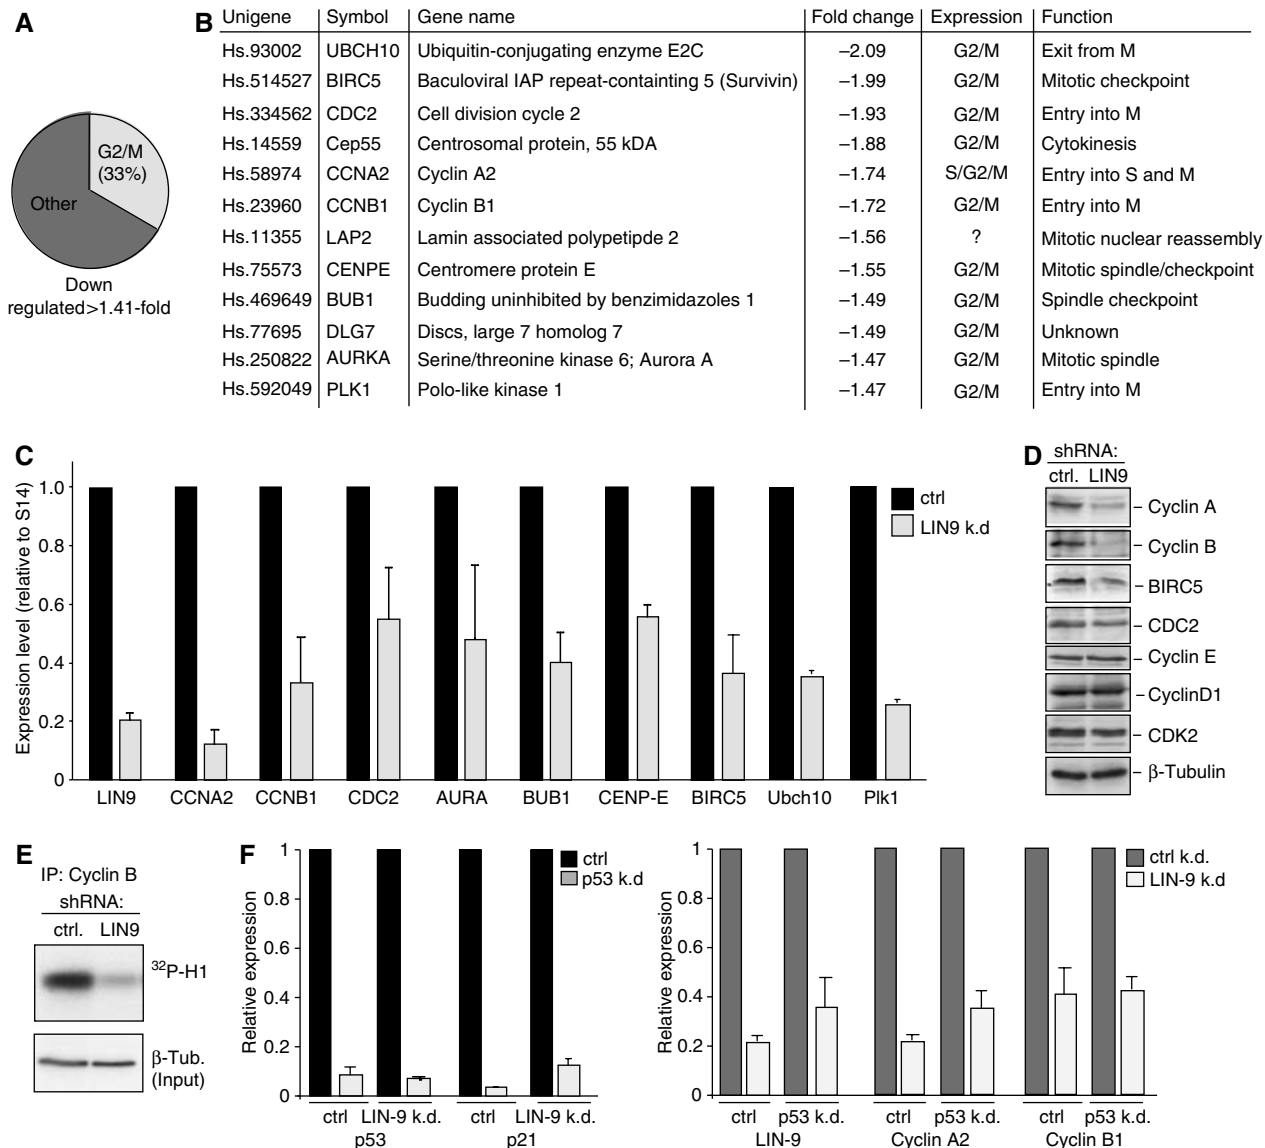 A
G2/M
(33%)
Other
Down
regulated>1.41-fold
B
Unigene Symbol Gene name Fold change Expression Function
Hs.93002 UBCH10 Ubiquitin-conjugating enzyme E2C –2.09 G2/M Exit from M
Hs.514527 BIRC5 Baculoviral IAP repeat-containting 5 (Survivin) –1.99 G2/M Mitotic checkpoint
Hs.334562 CDC2 Cell division cycle 2 –1.93 G2/M Entry into M
Hs.14559 Cep55 Centrosomal protein, 55 kDA –1.88 G2/M Cytokinesis
Hs.58974 CCNA2 Cyclin A2 –1.74 S/G2/M Entry into S and M
Hs.23960 CCNB1 Cyclin B1 –1.72 G2/M Entry into M
Hs.11355 LAP2 Lamin associated polypetipde 2 –1.56 ? Mitotic nuclear reassembly
Hs.75573 CENPE Centromere protein E –1.55 G2/M Mitotic spindle/checkpoint
Hs.469649 BUB1 Budding uninhibited by benzimidazoles 1 –1.49 G2/M Spindle checkpoint
Hs.77695 DLG7 Discs, large 7 homolog 7 –1.49 G2/M Unknown
Hs.250822 AURKA Serine/threonine kinase 6; Aurora A –1.47 G2/M Mitotic spindle
Hs.592049 PLK1 Polo-like kinase 1 –1.47 G2/M Entry into M
C
Expression level (relative to S14)
1.0
0.8
0.6
0.4
0.2
0
ctrl
LIN9 k.d
LIN9 CCNA2 CCNB1 CDC2 AURA BUB1 CENP-E BIRC5 Ubch10 Plk1
D
shRNA:
ctrl. LIN9
Cyclin A
Cyclin B
BIRC5
CDC2
Cyclin E
CyclinD1
CDK2
β-Tubulin
E
IP: Cyclin B
shRNA:
ctrl. LIN9
³²P-H1
β-Tub.
(Input)
F
Relative expression
1
0.8
0.6
0.4
0.2
0
ctrl
p53 k.d
ctrl LIN-9 k.d. ctrl LIN-9 k.d.
p53 p21
Relative expression
1
0.8
0.6
0.4
0.2
0
ctrl k.d.
LIN-9 k.d
ctrl p53 k.d. ctrl p53 k.d. ctrl p53 k.d.
LIN-9 Cyclin A2 Cyclin B1